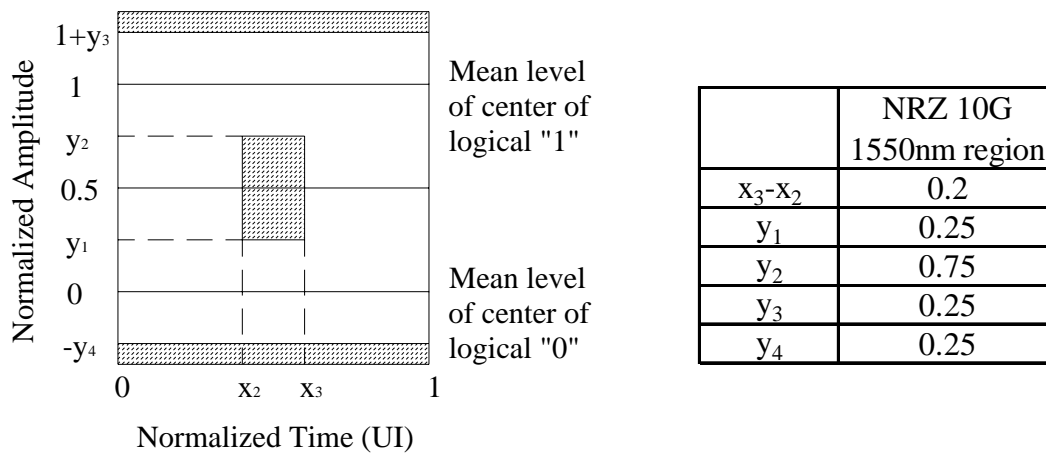 Normalized Amplitude
1+y₃
1
y₂
0.5
y₁
0
-y₄
0
x₂
x₃
1
Normalized Time (UI)
Mean level
of center of
logical "1"
Mean level
of center of
logical "0"
NRZ 10G
1550nm region
x₃-x₂ 0.2
y₁ 0.25
y₂ 0.75
y₃ 0.25
y₄ 0.25